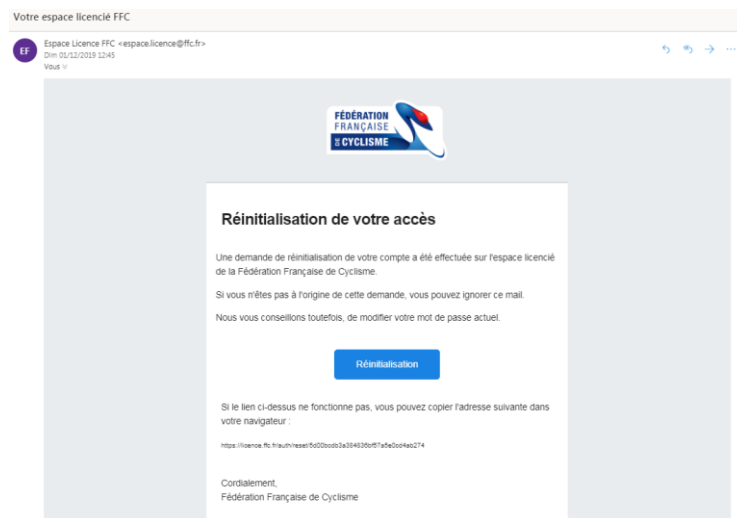 Votre espace licencié FFC
EF
Espace Licence FFC <espace.licence@ffc.fr>
Dim 01/12/2019 12:45
Vous
FÉDÉRATION
FRANÇAISE
DE CYCLISME
Réinitialisation de votre accès
Une demande de réinitialisation de votre compte a été effectuée sur l'espace licencié
de la Fédération Française de Cyclisme.
Si vous n'êtes pas à l'origine de cette demande, vous pouvez ignorer ce mail.
Nous vous conseillons toutefois, de modifier votre mot de passe actuel.
Réinitialisation
Si le lien ci-dessus ne fonctionne pas, vous pouvez copier l'adresse suivante dans
votre navigateur :
Cordialement,
Fédération Française de Cyclisme